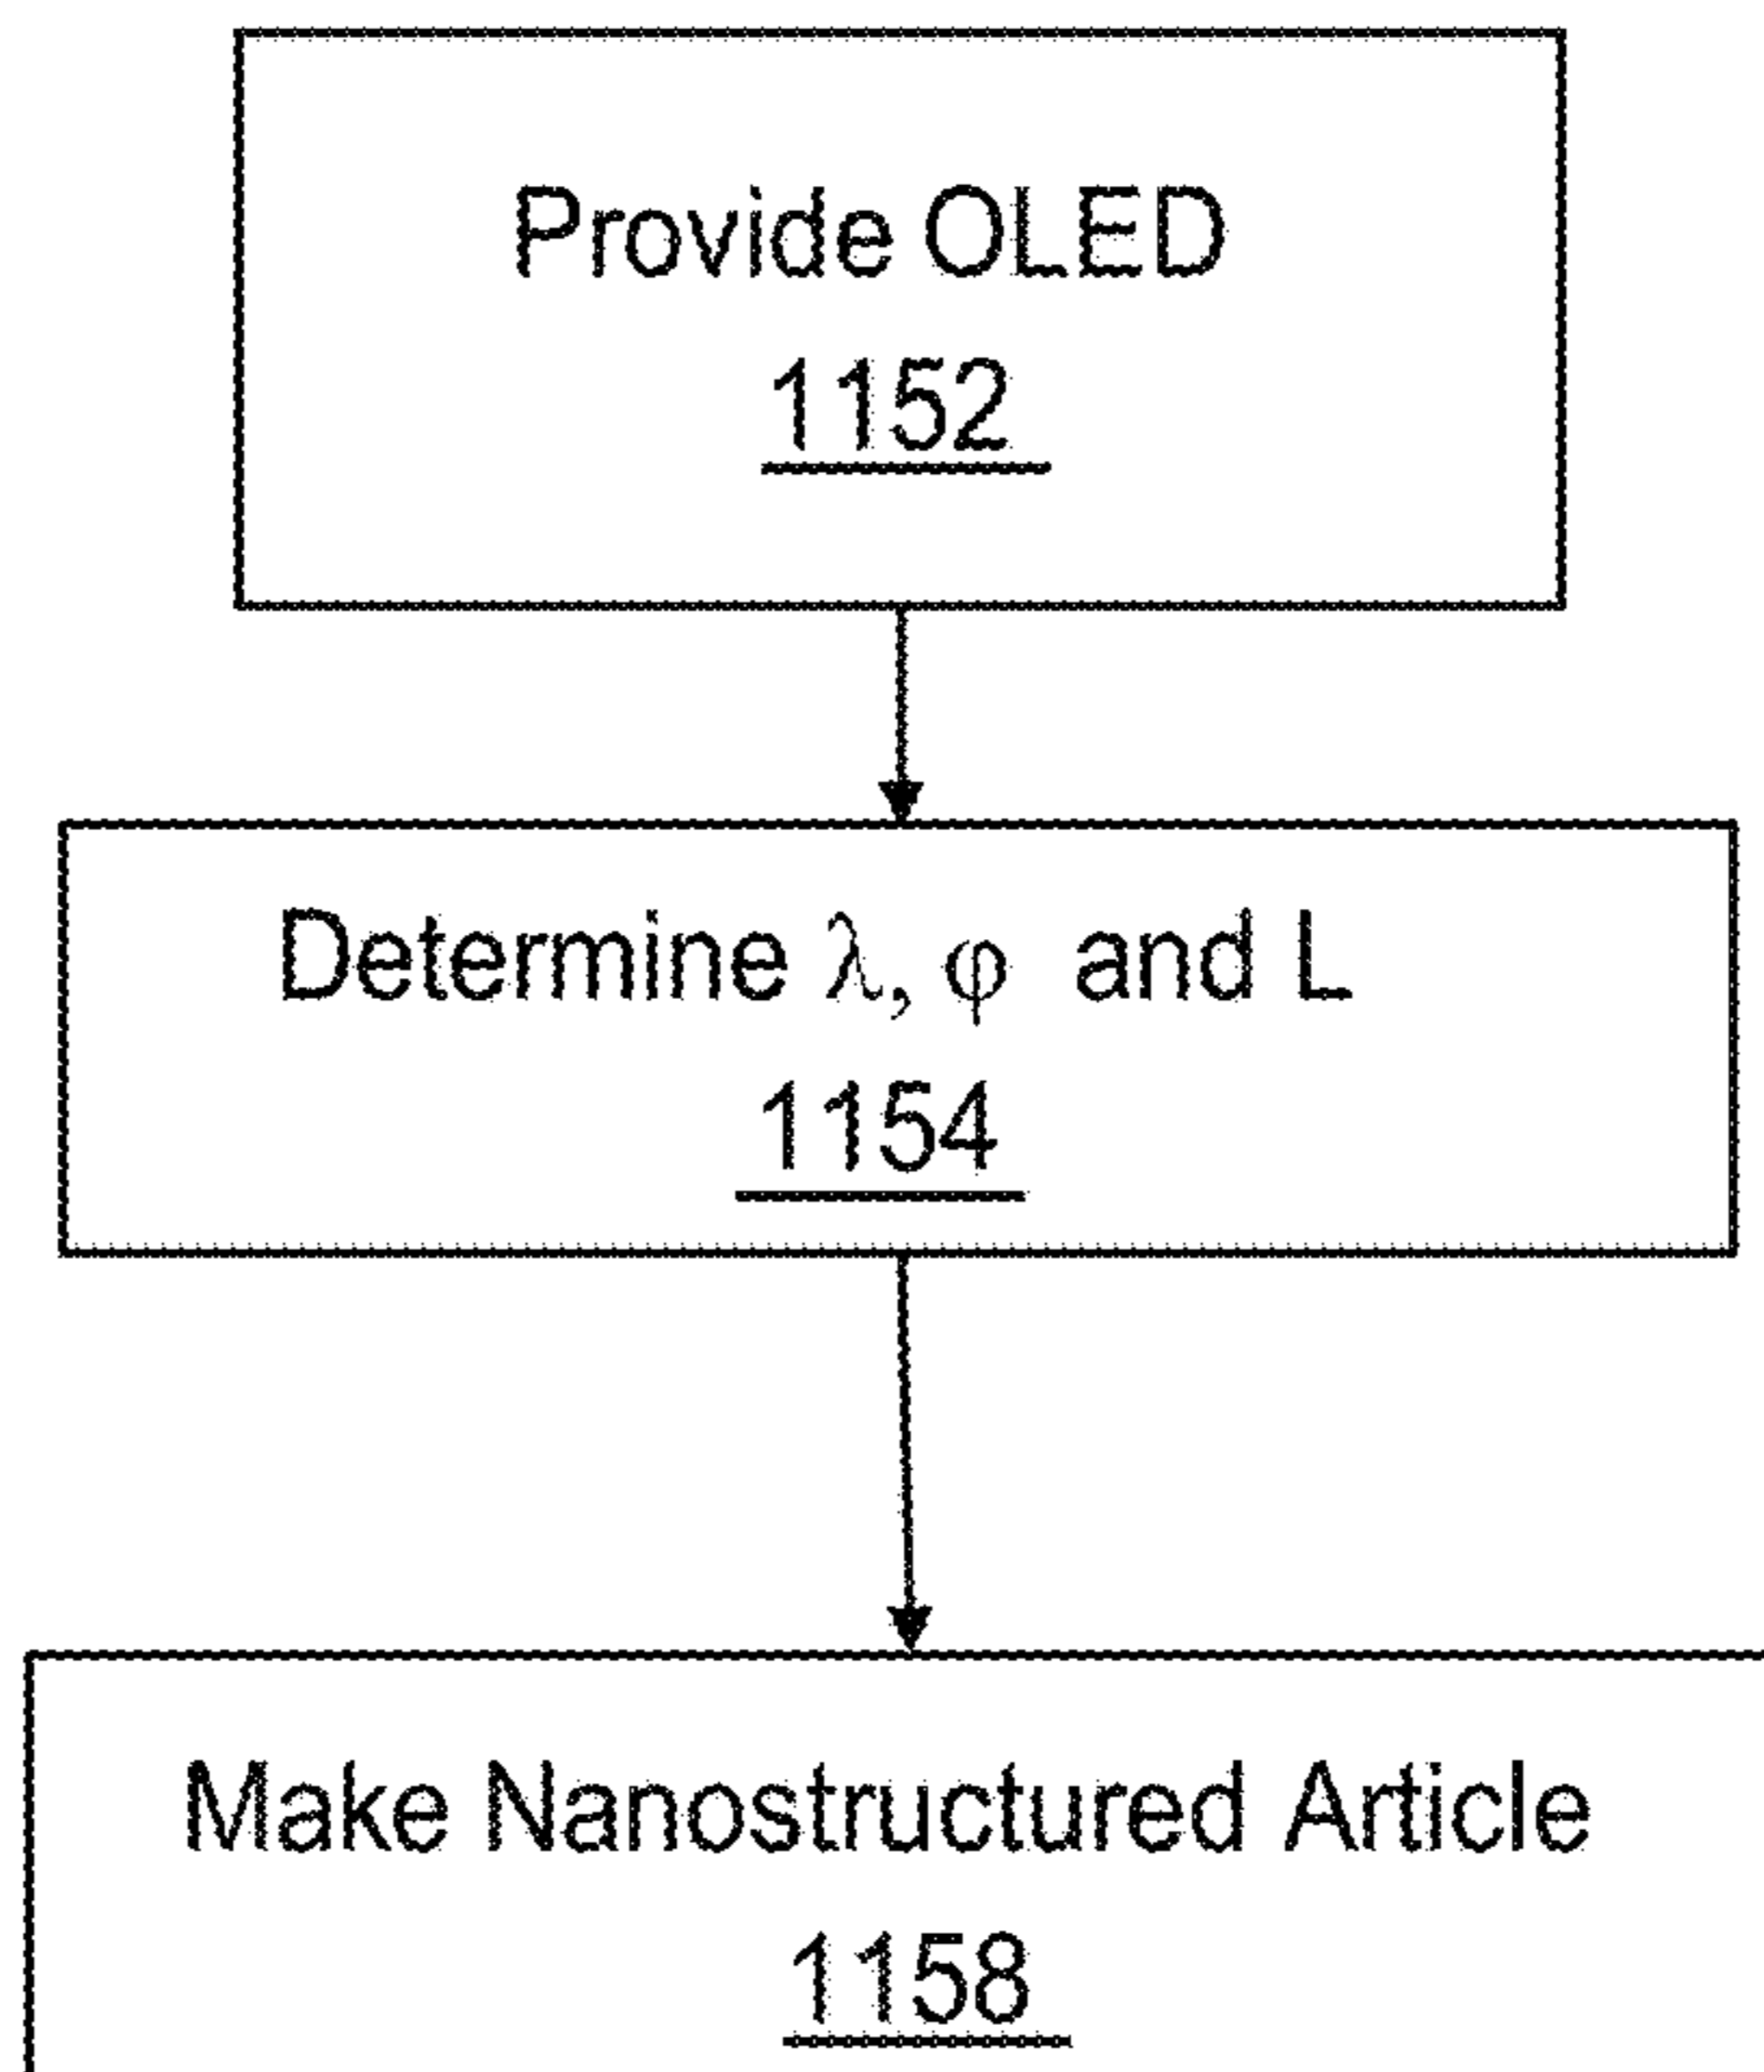 Provide OLED
1152
Determine λ, φ and L
1154
Make Nanostructured Article
1158